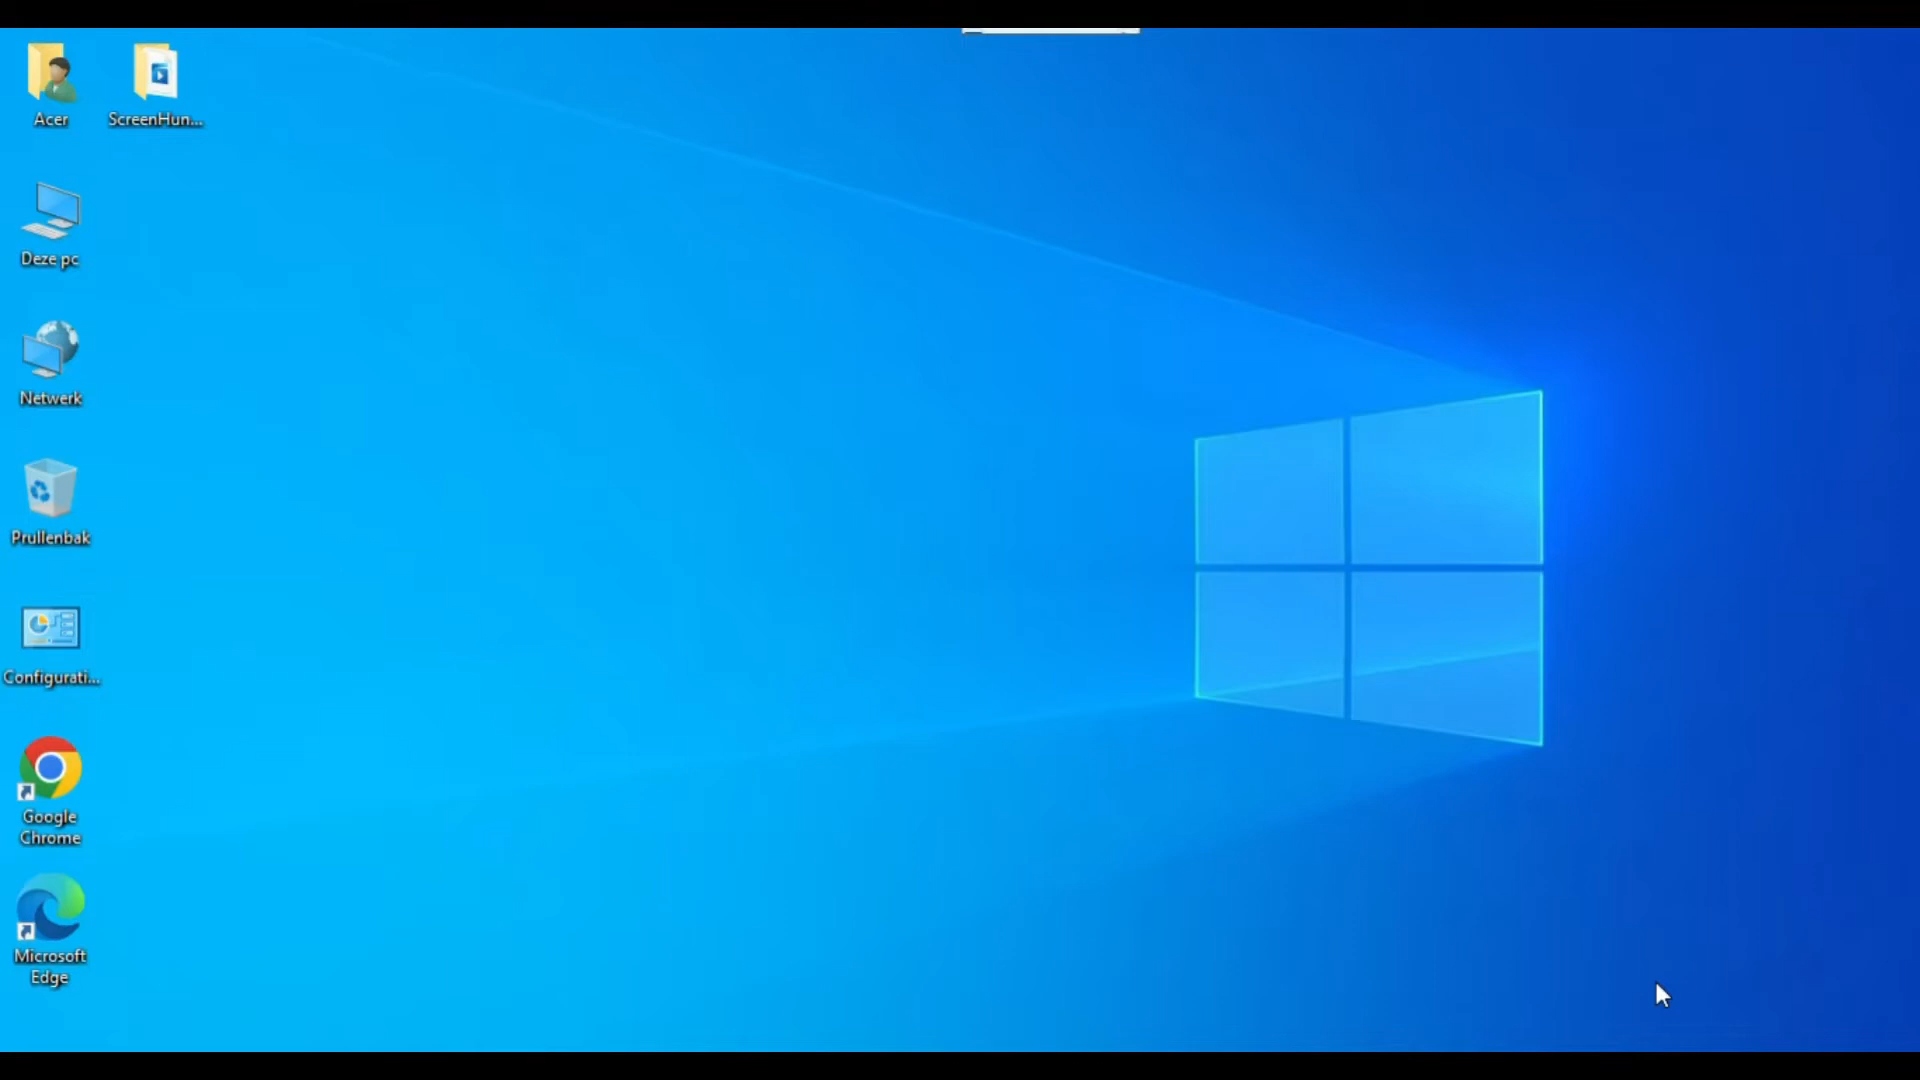 Acer
ScreenHun...
Deze pc
Netwerk
Prullenbak
Configurati...
Google
Chrome
Microsoft
Edge